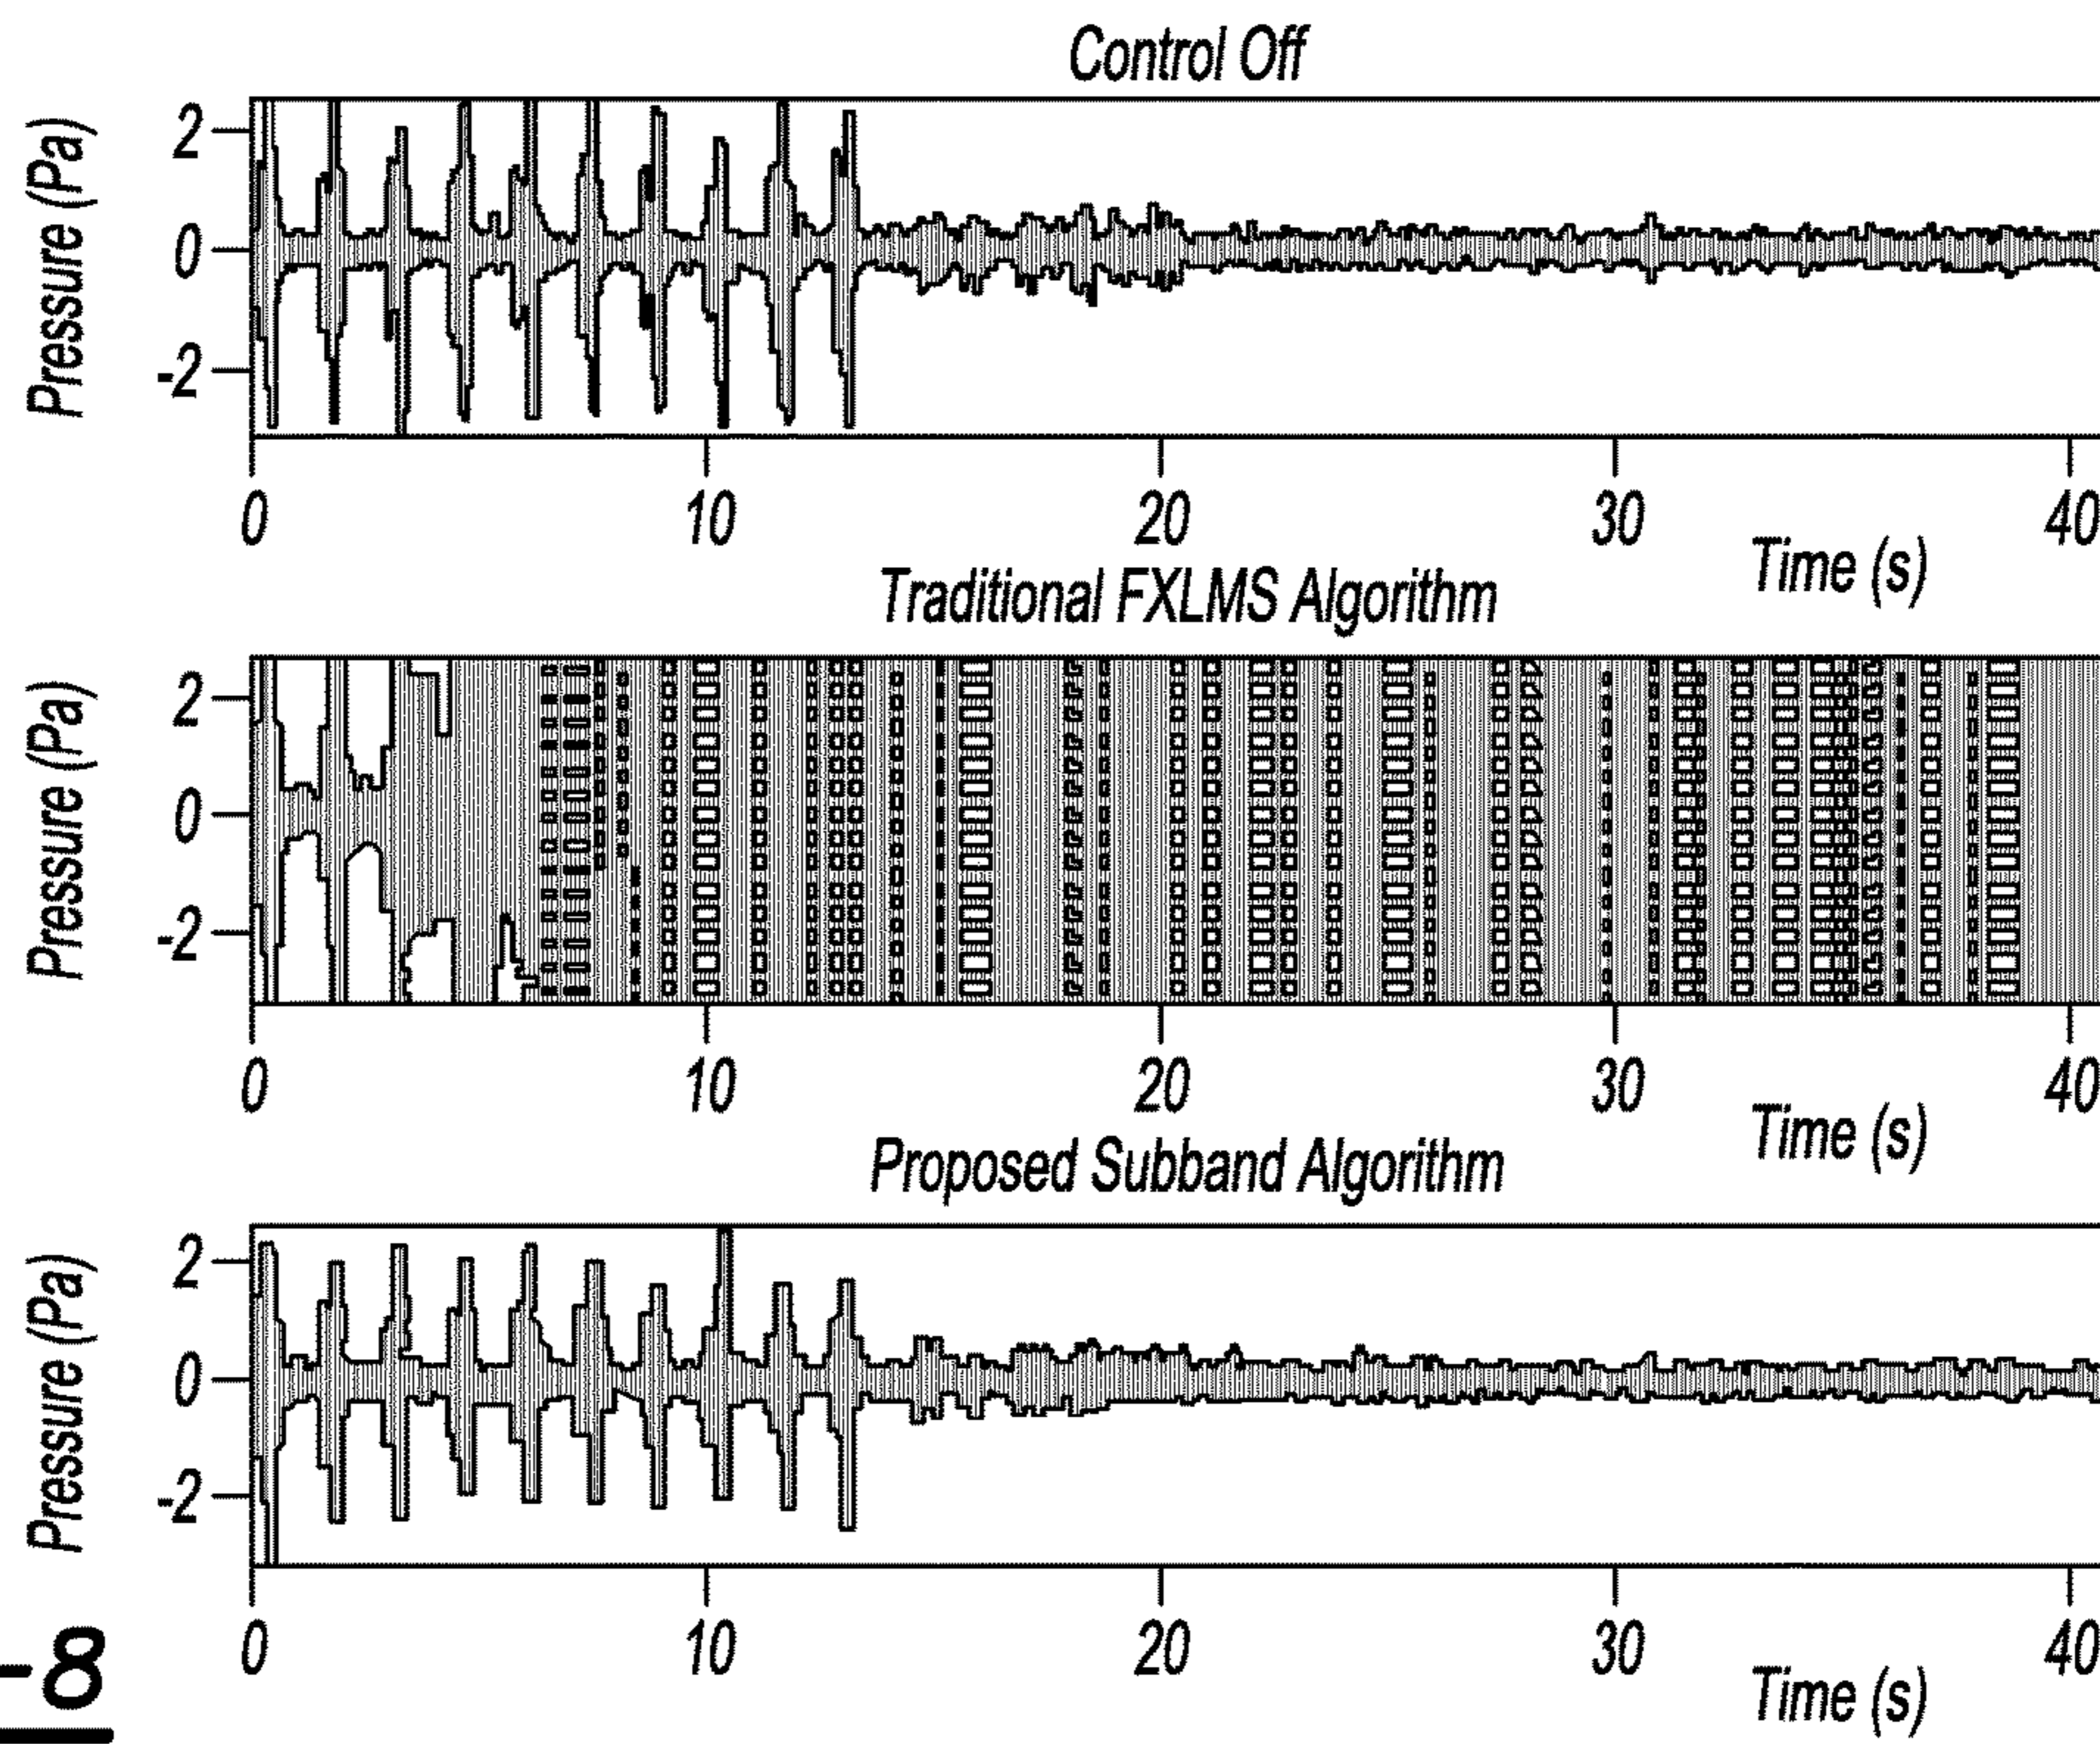 Control Off
Pressure (Pa)
2
0
-2
0 10 20 30 40
Time (s)
Traditional FXLMS Algorithm
Pressure (Pa)
2
0
-2
0 10 20 30 40
Time (s)
Proposed Subband Algorithm
Pressure (Pa)
2
0
-2
0 10 20 30 40
Time (s)
-8